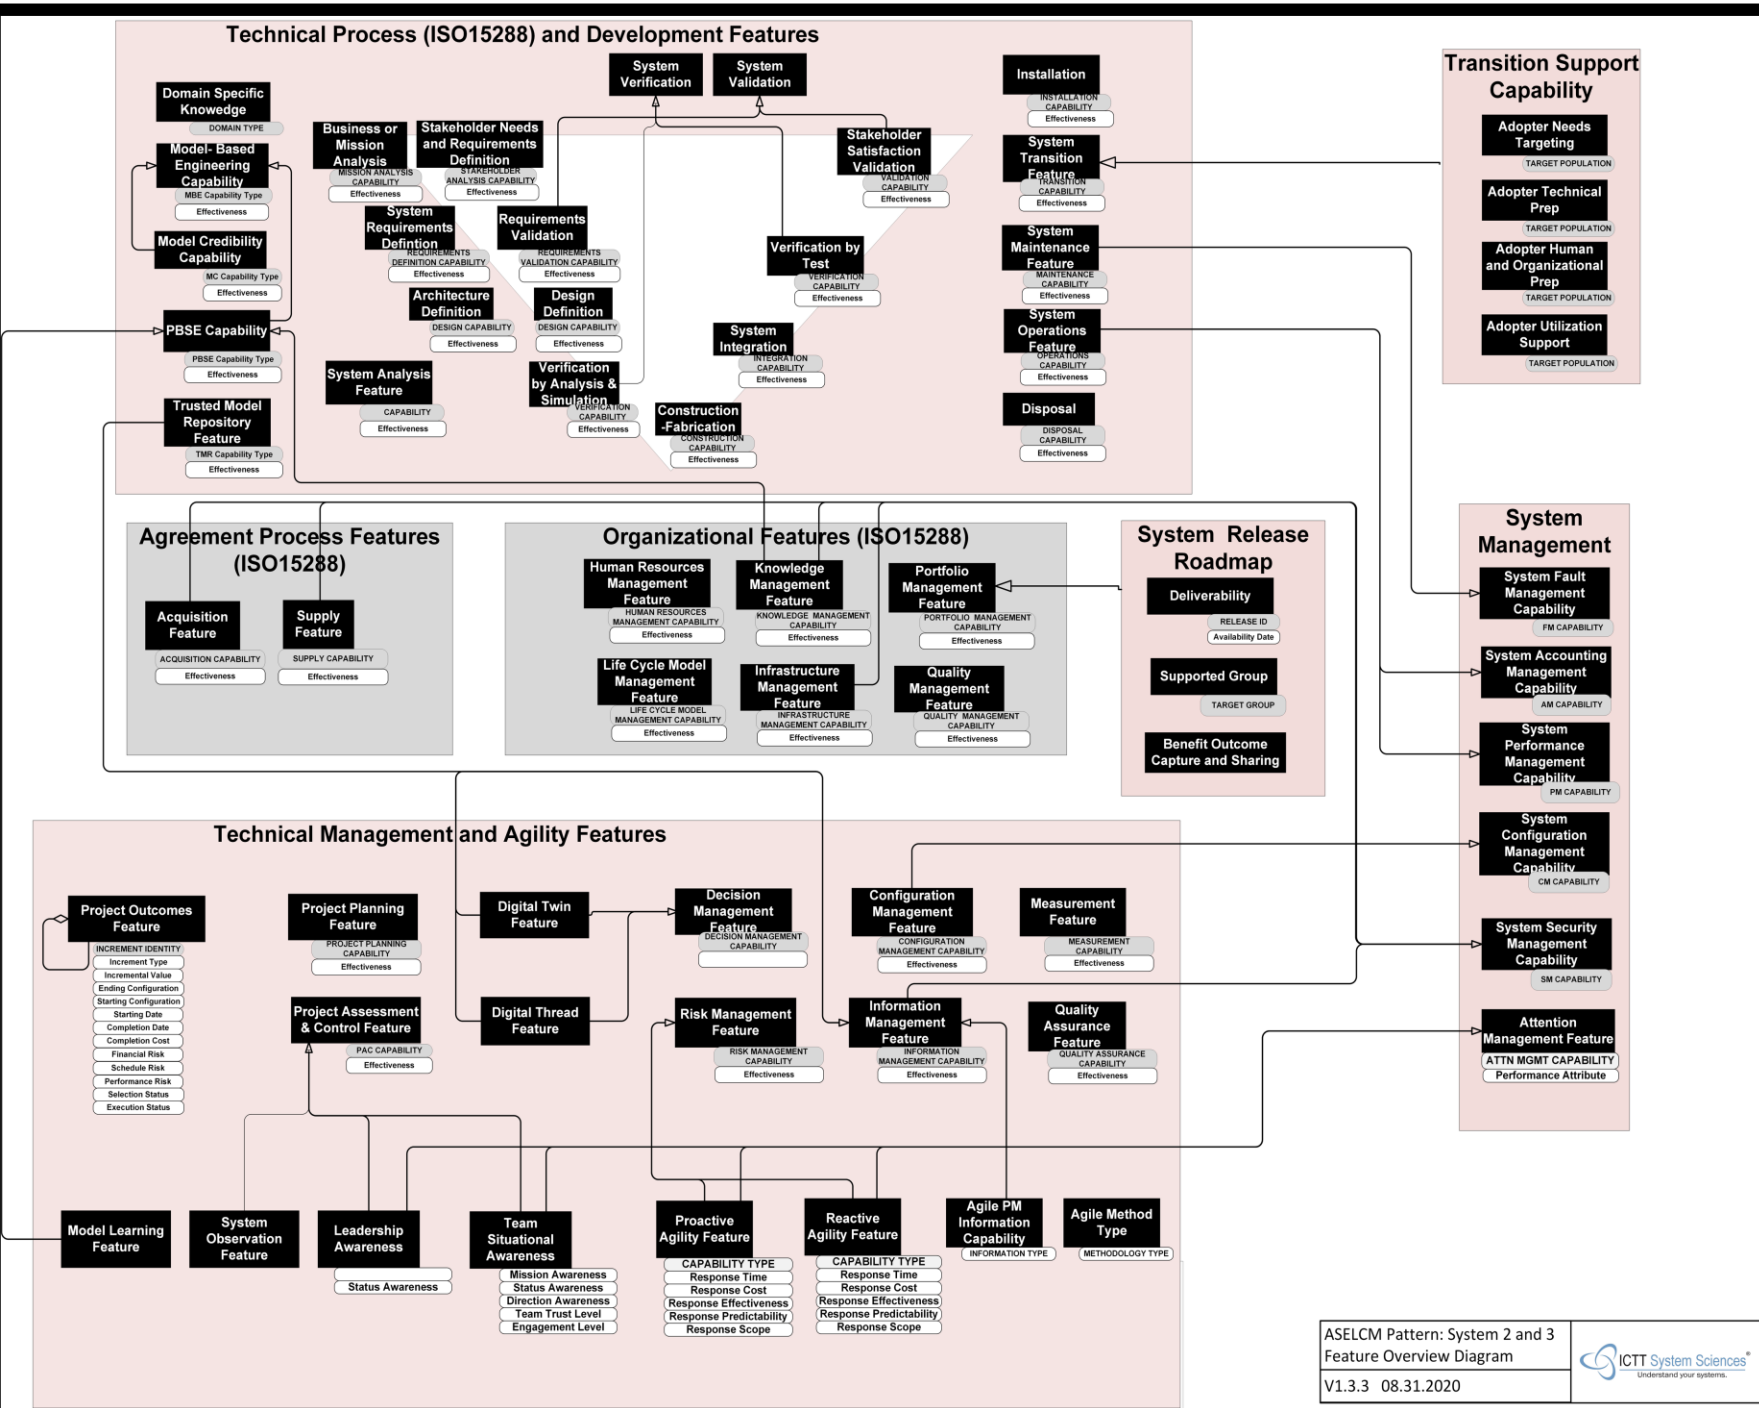 Technical Process (ISO15288) and Development Features
System
Verification
System
Validation
Domain Specific
Knowedge
DOMAIN TYPE
Model- Based
Engineering
Capability
MBE Capability Type
Effectiveness
Model Credibility
Capability
MC Capability Type
Effectiveness
PBSE Capability
PBSE Capability Type
Effectiveness
Trusted Model
Repository
Feature
TMR Capability Type
Effectiveness
Business or
Mission
Analysis
MISSION ANALYSIS
CAPABILITY
Effectiveness
Stakeholder Needs
and Requirements
Definition
STAKEHOLDER
ANALYSIS CAPABILITY
Effectiveness
System
Requirements
Defintion
REQUIREMENTS
DEFINITION CAPABILITY
Effectiveness
Requirements
Validation
REQUIREMENTS
VALIDATION CAPABILITY
Effectiveness
Architecture
Definition
DESIGN CAPABILITY
Effectiveness
Design
Definition
DESIGN CAPABILITY
Effectiveness
System Analysis
Feature
CAPABILITY
Effectiveness
Verification
by Analysis &
Simulation
VERIFICATION
CAPABILITY
Effectiveness
Stakeholder
Satisfaction
Validation
VALIDATION
CAPABILITY
Effectiveness
Verification by
Test
VERIFICATION
CAPABILITY
Effectiveness
System
Integration
INTEGRATION
CAPABILITY
Effectiveness
Construction
-Fabrication
CONSTRUCTION
CAPABILITY
Effectiveness
Installation
INSTALLATION
CAPABILITY
Effectiveness
System
Transition
Feature
TRANSITION
CAPABILITY
Effectiveness
System
Maintenance
Feature
MAINTENANCE
CAPABILITY
Effectiveness
System
Operations
Feature
OPERATIONS
CAPABILITY
Effectiveness
Disposal
DISPOSAL
CAPABILITY
Effectiveness
Transition Support
Capability
Adopter Needs
Targeting
TARGET POPULATION
Adopter Technical
Prep
TARGET POPULATION
Adopter Human
and Organizational
Prep
TARGET POPULATION
Adopter Utilization
Support
TARGET POPULATION
Agreement Process Features
(ISO15288)
Acquisition
Feature
ACQUISITION CAPABILITY
Effectiveness
Supply
Feature
SUPPLY CAPABILITY
Effectiveness
Organizational Features (ISO15288)
Human Resources
Management
Feature
HUMAN RESOURCES
MANAGEMENT CAPABILITY
Effectiveness
Knowledge
Management
Feature
KNOWLEDGE MANAGEMENT
CAPABILITY
Effectiveness
Portfolio
Management
Feature
PORTFOLIO MANAGEMENT
CAPABILITY
Effectiveness
Life Cycle Model
Management
Feature
LIFE CYCLE MODEL
MANAGEMENT CAPABILITY
Effectiveness
Infrastructure
Management
Feature
INFRASTRUCTURE
MANAGEMENT CAPABILITY
Effectiveness
Quality
Management
Feature
QUALITY MANAGEMENT
CAPABILITY
Effectiveness
System Release
Roadmap
Deliverability
RELEASE ID
Availability Date
Supported Group
TARGET GROUP
Benefit Outcome
Capture and Sharing
System
Management
System Fault
Management
Capability
FM CAPABILITY
System Accounting
Management
Capability
AM CAPABILITY
System
Performance
Management
Capability
PM CAPABILITY
System
Configuration
Management
Capability
CM CAPABILITY
System Security
Management
Capability
SM CAPABILITY
Attention
Management Feature
ATTN MGMT CAPABILITY
Performance Attribute
Technical Management and Agility Features
Project Outcomes
Feature
INCREMENT IDENTITY
Increment Type
Incremental Value
Ending Configuration
Starting Configuration
Starting Date
Completion Date
Completion Cost
Financial Risk
Schedule Risk
Performance Risk
Selection Status
Execution Status
Project Planning
Feature
PROJECT PLANNING
CAPABILITY
Effectiveness
Project Assessment
& Control Feature
PAC CAPABILITY
Effectiveness
Digital Twin
Feature
Digital Thread
Feature
Decision
Management
Feature
DECISION MANAGEMENT
CAPABILITY
Risk Management
Feature
RISK MANAGEMENT
CAPABILITY
Effectiveness
Configuration
Management
Feature
CONFIGURATION
MANAGEMENT CAPABILITY
Effectiveness
Measurement
Feature
MEASUREMENT
CAPABILITY
Effectiveness
Information
Management
Feature
INFORMATION
MANAGEMENT CAPABILITY
Effectiveness
Quality
Assurance
Feature
QUALITY ASSURANCE
CAPABILITY
Effectiveness
Model Learning
Feature
System
Observation
Feature
Leadership
Awareness
Status Awareness
Team
Situational
Awareness
Mission Awareness
Status Awareness
Direction Awareness
Team Trust Level
Engagement Level
Proactive
Agility Feature
CAPABILITY TYPE
Response Time
Response Cost
Response Effectiveness
Response Predictability
Response Scope
Reactive
Agility Feature
CAPABILITY TYPE
Response Time
Response Cost
Response Effectiveness
Response Predictability
Response Scope
Agile PM
Information
Capability
INFORMATION TYPE
Agile Method
Type
METHODOLOGY TYPE
ASELCM Pattern: System 2 and 3
Feature Overview Diagram
V1.3.3 08.31.2020
ICTT System Sciences®
Understand your systems.